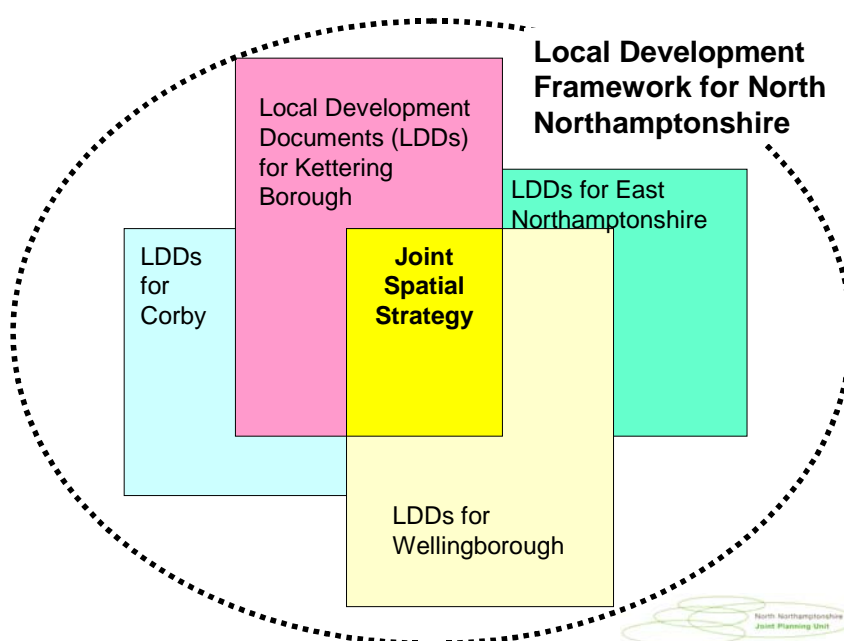 Local Development
Framework for North
Northamptonshire
Local Development
Documents (LDDs)
for Kettering
Borough
LDDs for East
Northamptonshire
LDDs
for
Corby
Joint
Spatial
Strategy
LDDs for
Wellingborough
North Northamptonshire
Joint Planning Unit